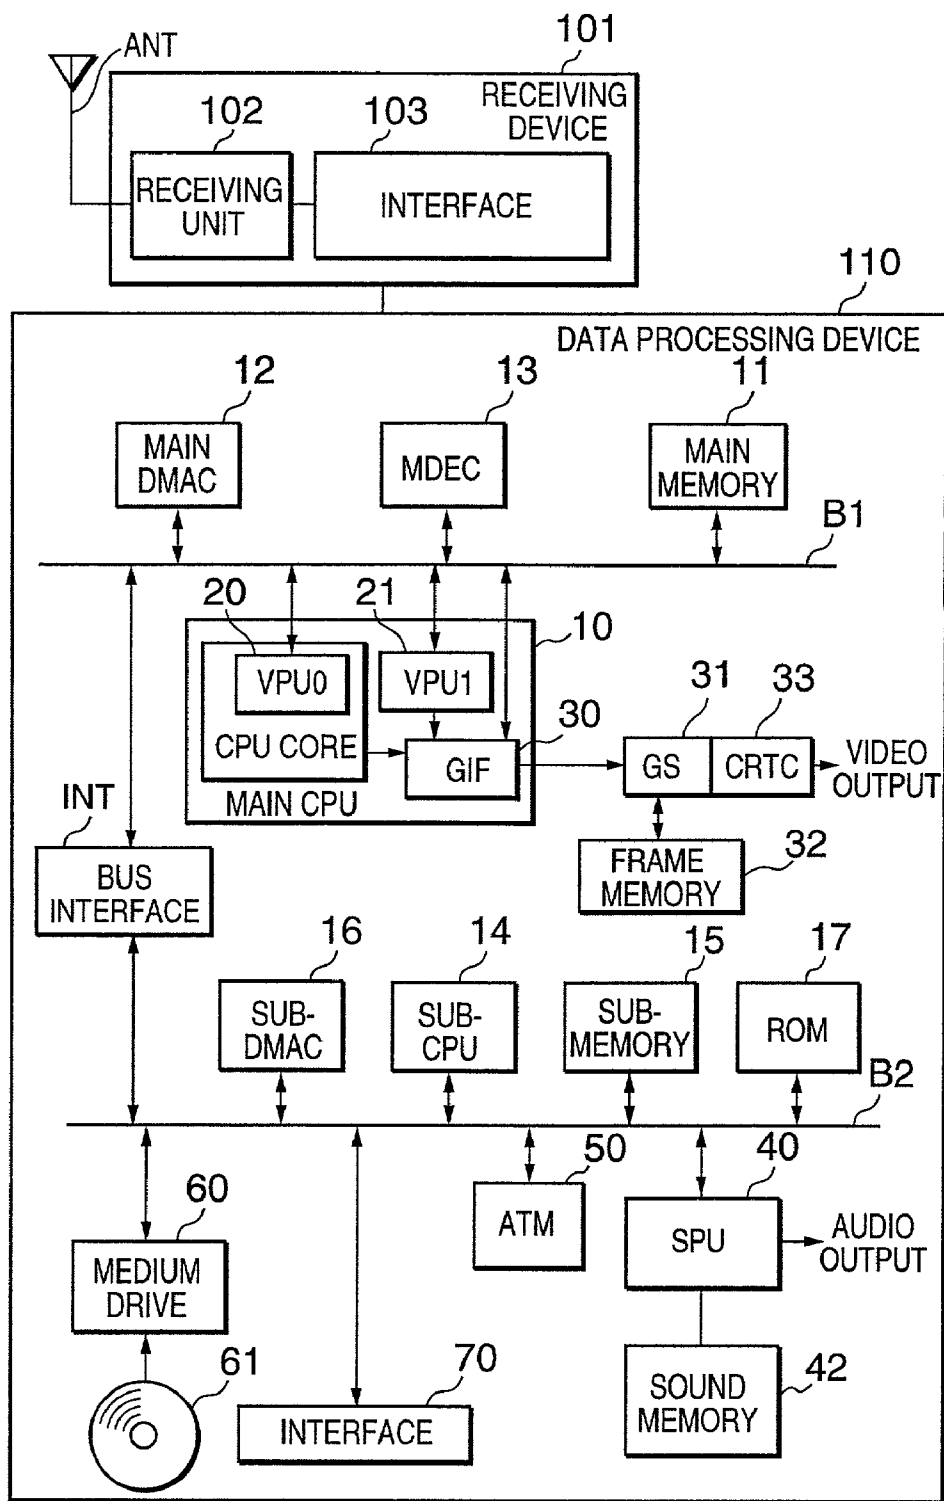 ANT
101
RECEIVING
DEVICE
102
103
RECEIVING
UNIT
INTERFACE
110
DATA PROCESSING DEVICE
12
13
11
MAIN
DMAC
MDEC
MAIN
MEMORY
B1
20
21
10
VPU0
VPU1
CPU CORE
30
GIF
MAIN CPU
31
33
GS
CRTC
VIDEO
OUTPUT
INT
BUS
INTERFACE
FRAME
MEMORY
32
16
14
15
17
SUB-
DMAC
SUB-
CPU
SUB-
MEMORY
ROM
B2
50
40
60
ATM
SPU
AUDIO
OUTPUT
MEDIUM
DRIVE
61
70
INTERFACE
SOUND
MEMORY
42